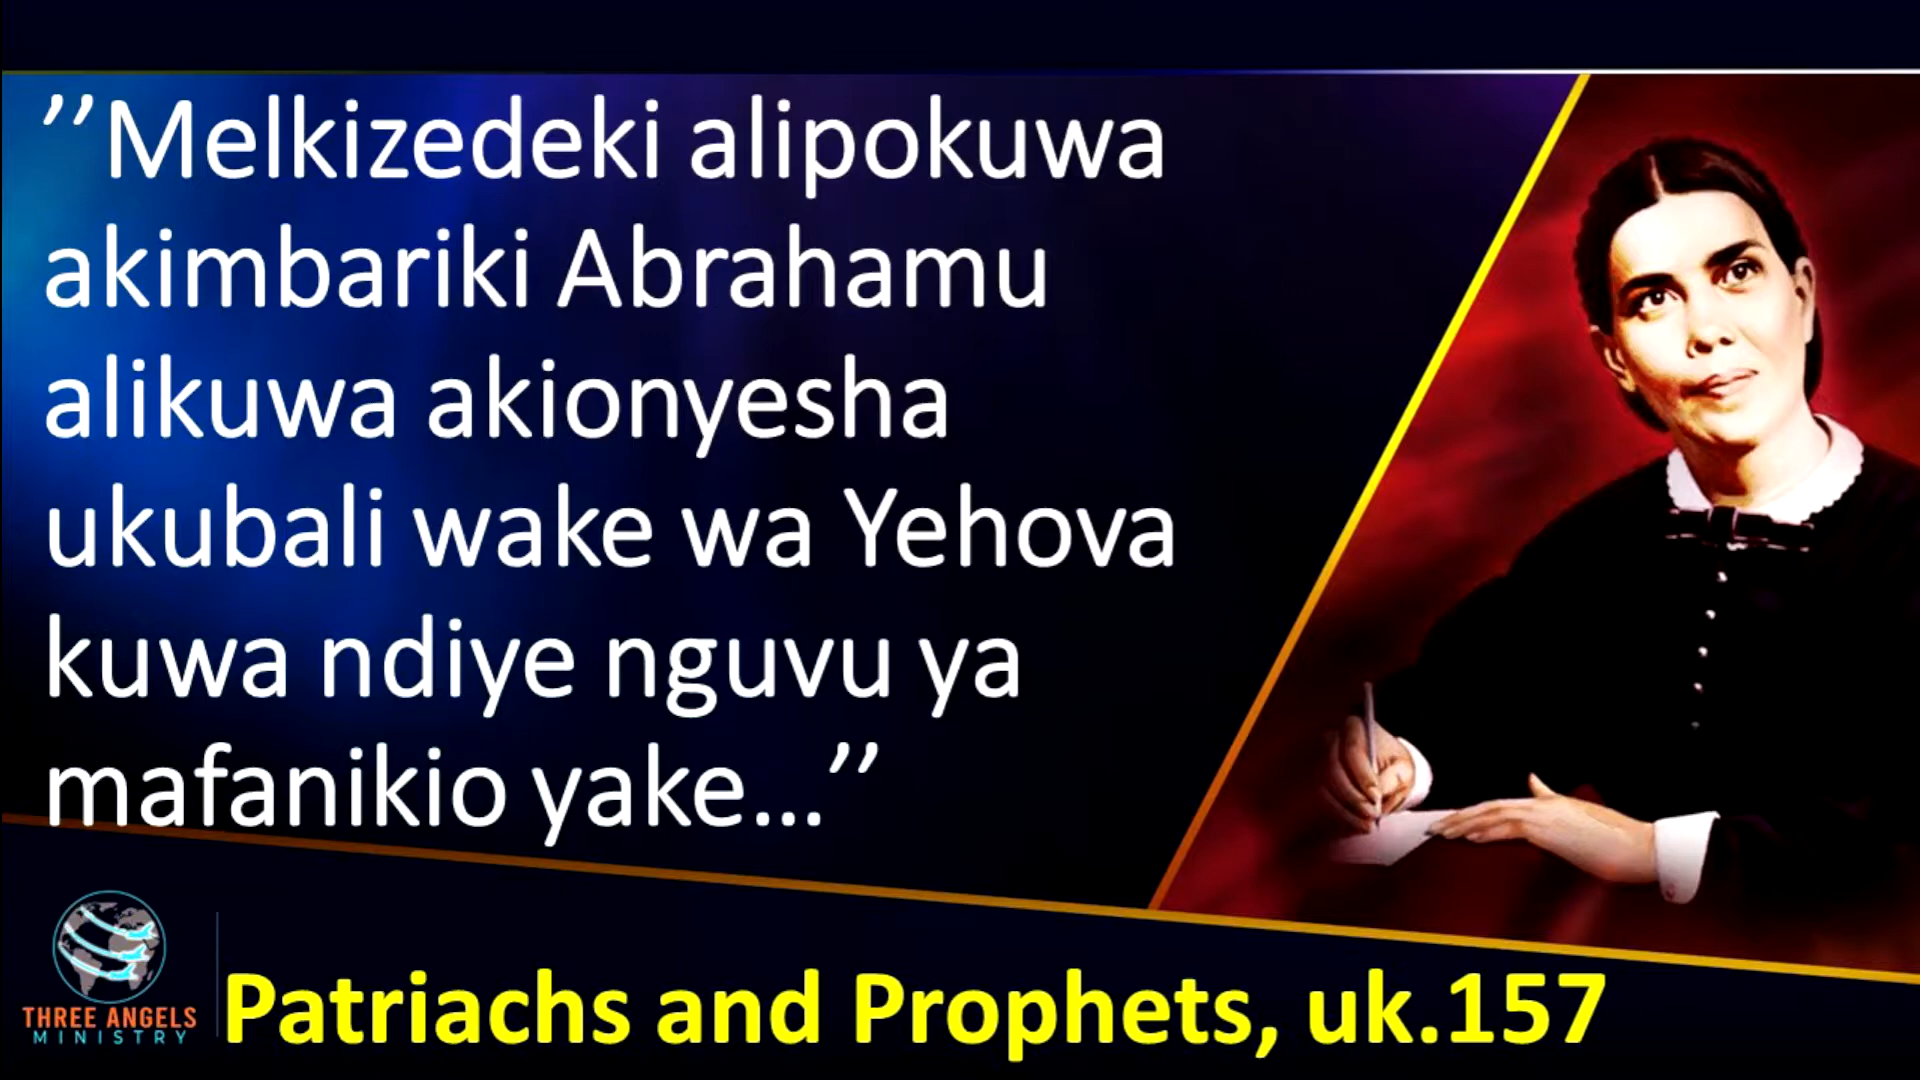 ’’Melkizedeki alipokuwa
akimbariki Abrahamu
alikuwa akionyesha
ukubali wake wa Yehova
kuwa ndiye nguvu ya
mafanikio yake...’’
THREE ANGELS
MINISTRY
Patriachs and Prophets, uk.157